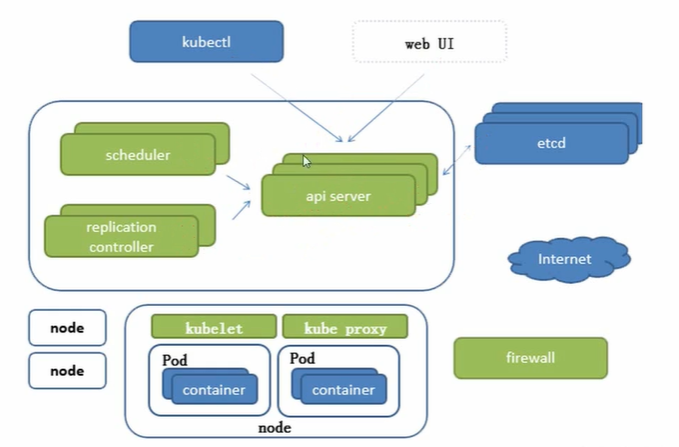 kubectl
web UI
scheduler
api server
etcd
replication
controller
Internet
node
node
kubelet
kube proxy
Pod
container
Pod
container
node
firewall